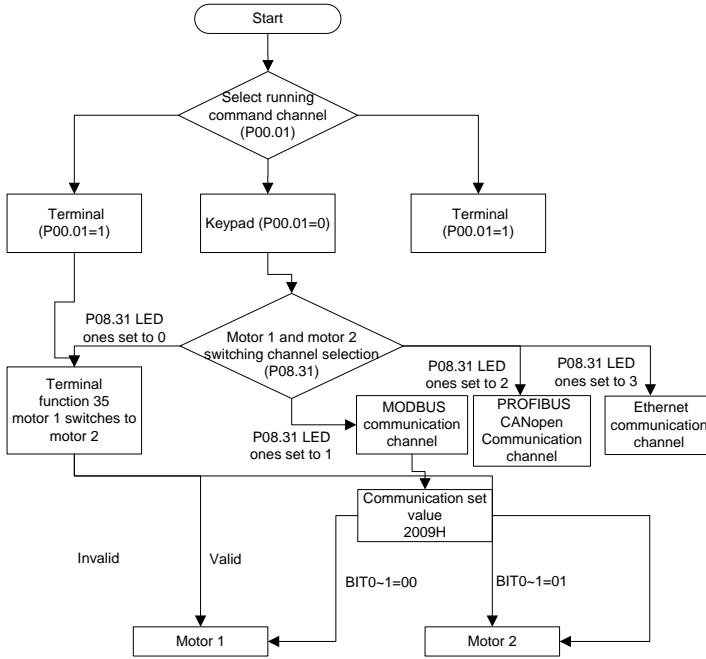 Start
Select running
command channel
(P00.01)
Terminal
(P00.01=1)
Keypad (P00.01=0)
Terminal
(P00.01=1)
P08.31 LED
ones set to 0
Motor 1 and motor 2
switching channel selection
(P08.31)
P08.31 LED
ones set to 2
P08.31 LED
ones set to 3
Terminal
function 35
motor 1 switches to
motor 2
P08.31 LED
ones set to 1
MODBUS
communication
channel
PROFIBUS
CANopen
Communication
channel
Ethernet
communication
channel
Communication set
value
2009H
Invalid
Valid
BIT0~1=00
BIT0~1=01
Motor 1
Motor 2